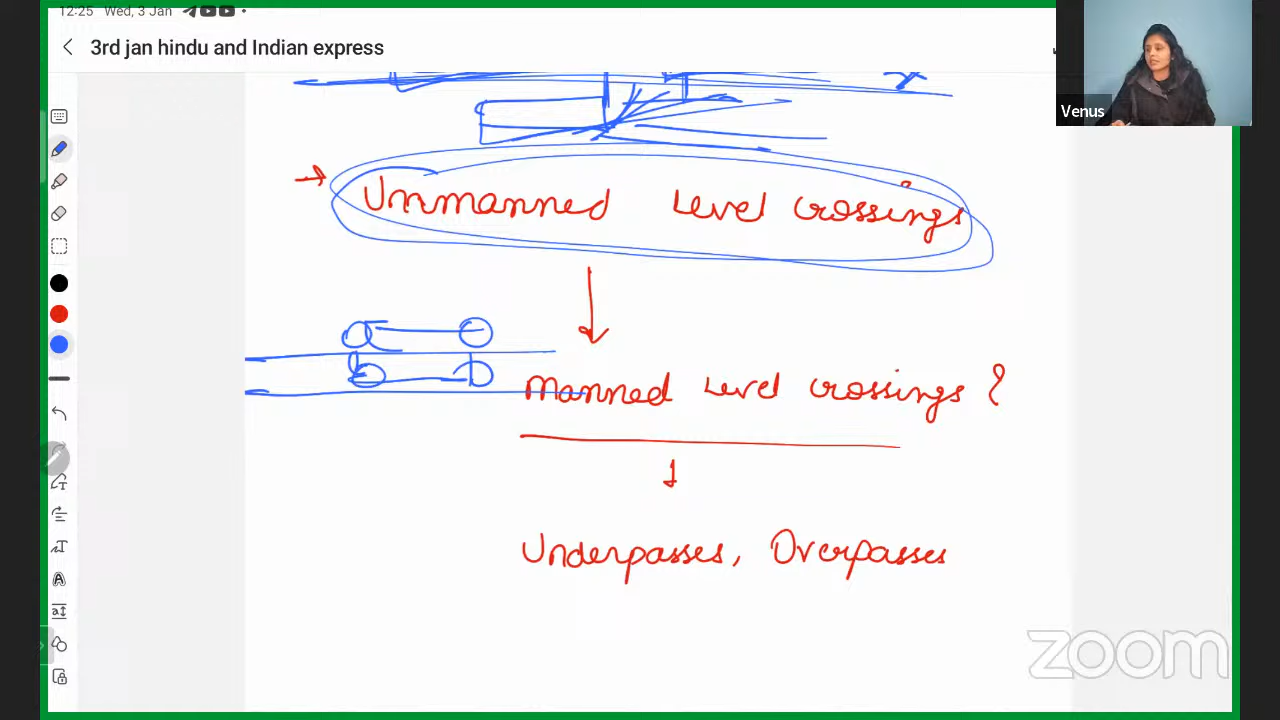 12:25 Wed, 3 Jan
3rd jan hindu and Indian express
Venus
Unmanned Level Crossings
Manned Level Crossings ?
Underpasses, Overpasses
zoom